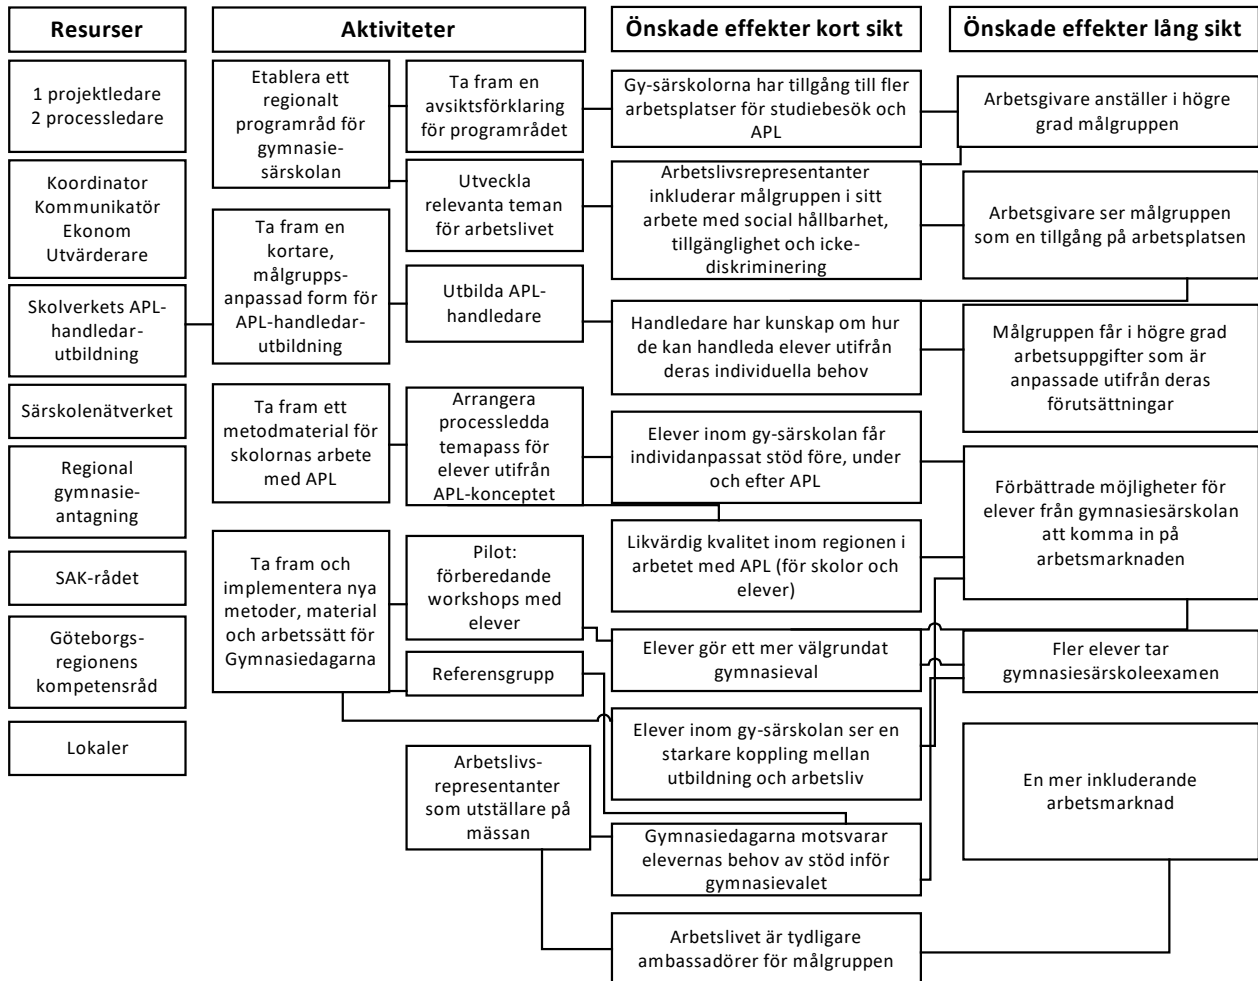 Resurser
Aktiviteter
Önskade effekter kort sikt
Önskade effekter lång sikt
1 projektledare
2 processledare
Koordinator
Kommunikatör
Ekonom
Utvärderare
Skolverkets APL-
handledar-
utbildning
Särskolenätverket
Regional
gymnasie-
antagning
SAK-rådet
Göteborgs-
regionens
kompetensråd
Lokaler
Etablera ett
regionalt
programråd för
gymnasie-
särskolan
Ta fram en
kortare,
målgrupps-
anpassad form för
APL-handledar-
utbildning
Ta fram ett
metodmaterial för
skolornas arbete
med APL
Ta fram och
implementera nya
metoder, material
och arbetssätt för
Gymnasiedagarna
Ta fram en
avsiktsförklaring
för programrådet
Utveckla
relevanta teman
för arbetslivet
Utbilda APL-
handledare
Arrangera
processledda
temapass för
elever utifrån
APL-konceptet
Pilot:
förberedande
workshops med
elever
Referensgrupp
Arbetslivs-
representanter
som utställare på
mässan
Gy-särskolorna har tillgång till fler
arbetsplatser för studiebesök och
APL
Arbetslivsrepresentanter
inkluderar målgruppen i sitt
arbete med social hållbarhet,
tillgänglighet och icke-
diskriminering
Handledare har kunskap om hur
de kan handleda elever utifrån
deras individuella behov
Elever inom gy-särskolan får
individanpassat stöd före, under
och efter APL
Likvärdig kvalitet inom regionen i
arbetet med APL (för skolor och
elever)
Elever gör ett mer välgrundat
gymnasieval
Elever inom gy-särskolan ser en
starkare koppling mellan
utbildning och arbetsliv
Gymnasiedagarna motsvarar
elevernas behov av stöd inför
gymnasievalet
Arbetslivet är tydligare
ambassadörer för målgruppen
Arbetsgivare anställer i högre
grad målgruppen
Arbetsgivare ser målgruppen
som en tillgång på arbetsplatsen
Målgruppen får i högre grad
arbetsuppgifter som är
anpassade utifrån deras
förutsättningar
Förbättrade möjligheter för
elever från gymnasiesärskolan
att komma in på
arbetsmarknaden
Fler elever tar
gymnasiesärskoleexamen
En mer inkluderande
arbetsmarknad